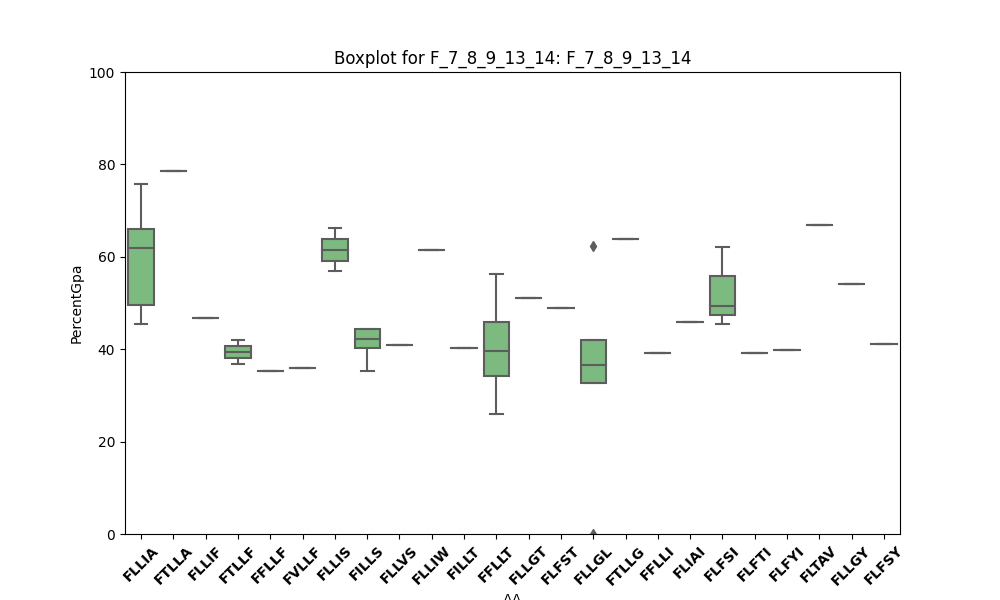 Boxplot for F_7_8_9_13_14: F_7_8_9_13_14
100
80
60
40
20
0
PercentGpa
FLLIA FTLLA FLLIF FTLLF FFLLF FVLLF FLLIS FILLS FLLVS FLLIW FILLT FFLLT FLLGT FLFST FLLGL FTLLG FFLLI FLIAI FLFSI FLFTI FLFYI FLTAV FLLGY FLFSY
AA